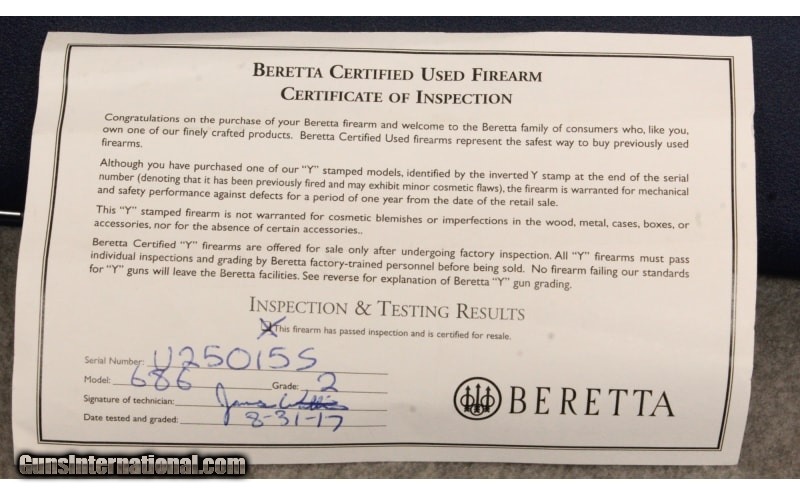 BERETTA CERTIFIED USED FIREARM
CERTIFICATE OF INSPECTION
Congratulations on the purchase of your Beretta firearm and welcome to the Beretta family of consumers who, like you,
own one of our finely crafted products. Beretta Certified Used firearms represent the safest way to buy previously used
firearms.
Although you have purchased one of our "Y" stamped models, identified by the inverted Y stamp at the end of the serial
number (denoting that it has been previously fired and may exhibit minor cosmetic flaws), the firearm is warranted for mechanical
and safety performance against defects for a period of one year from the date of the retail sale.
This "Y" stamped firearm is not warranted for cosmetic blemishes or imperfections in the wood, metal, cases, boxes, or
accessories, nor for the absence of certain accessories..
Beretta Certified "Y" firearms are offered for sale only after undergoing factory inspection. All "Y" firearms must pass
individual inspections and grading by Beretta factory-trained personnel before being sold. No firearm failing our standards
for "Y" guns will leave the Beretta facilities. See reverse for explanation of Beretta "Y" gun grading.
INSPECTION & TESTING RESULTS
This firearm has passed inspection and is certified for resale.
Serial Number: U25015S
Model: 686 Grade: 2
Signature of technician: James
Date tested and graded: 8-31-17
BERETTA
GunsInternational.com